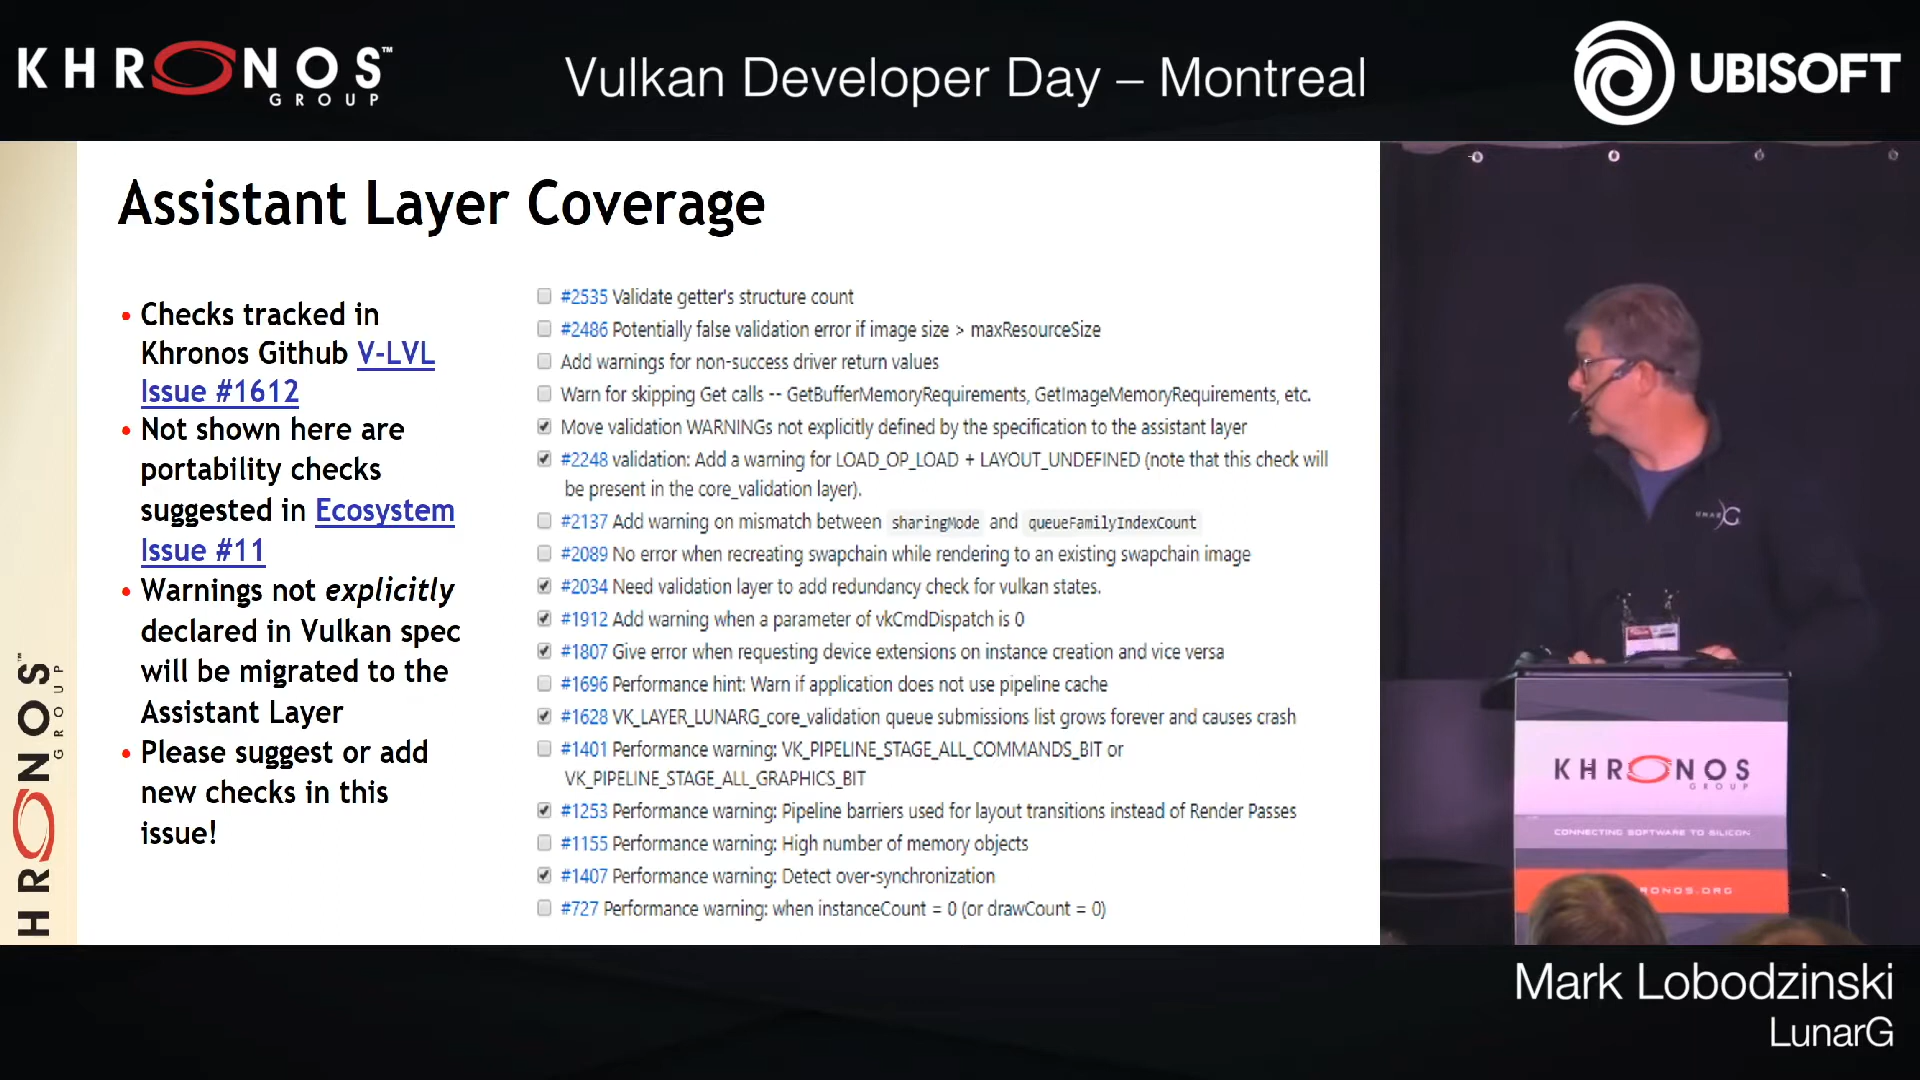 KHRONOS™
GROUP
Vulkan Developer Day – Montreal
UBISOFT
Assistant Layer Coverage
• Checks tracked in
Khronos Github V-LVL
Issue #1612
• Not shown here are
portability checks
suggested in Ecosystem
Issue #11
• Warnings not explicitly
declared in Vulkan spec
will be migrated to the
Assistant Layer
• Please suggest or add
new checks in this
issue!
#2535 Validate getter's structure count
#2486 Potentially false validation error if image size > maxResourceSize
Add warnings for non-success driver return values
Warn for skipping Get calls -- GetBufferMemoryRequirements, GetImageMemoryRequirements, etc.
Move validation WARNINGs not explicitly defined by the specification to the assistant layer
#2248 validation: Add a warning for LOAD_OP_LOAD + LAYOUT_UNDEFINED (note that this check will
be present in the core_validation layer).
#2137 Add warning on mismatch between sharingMode and queueFamilyIndexCount
#2089 No error when recreating swapchain while rendering to an existing swapchain image
#2034 Need validation layer to add redundancy check for vulkan states.
#1912 Add warning when a parameter of vkCmdDispatch is 0
#1807 Give error when requesting device extensions on instance creation and vice versa
#1696 Performance hint: Warn if application does not use pipeline cache
#1628 VK_LAYER_LUNARG_core_validation queue submissions list grows forever and causes crash
#1401 Performance warning: VK_PIPELINE_STAGE_ALL_COMMANDS_BIT or
VK_PIPELINE_STAGE_ALL_GRAPHICS_BIT
#1253 Performance warning: Pipeline barriers used for layout transitions instead of Render Passes
#1155 Performance warning: High number of memory objects
#1407 Performance warning: Detect over-synchronization
#727 Performance warning: when instanceCount = 0 (or drawCount = 0)
HRONOS™
GROUP
LUNARG
KHRONOS
GROUP
CONNECTING SOFTWARE TO SILICON
RONOS.ORG
Mark Lobodzinski
LunarG